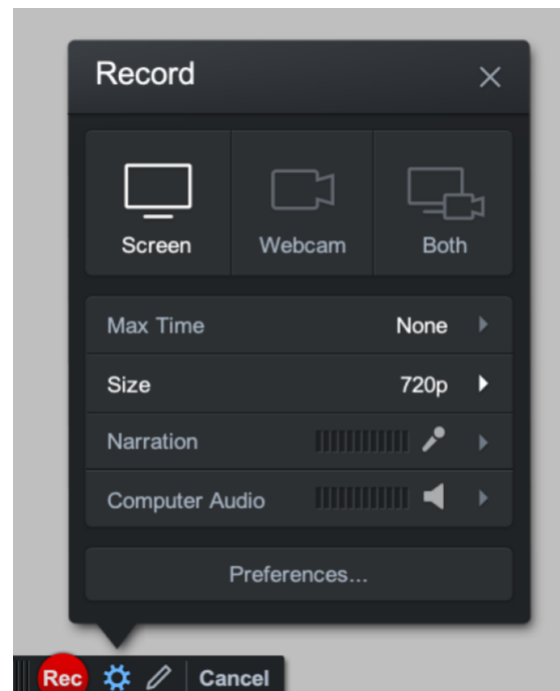 Record
Screen Webcam Both
Max Time None
Size 720p
Narration
Computer Audio
Preferences...
Rec Cancel